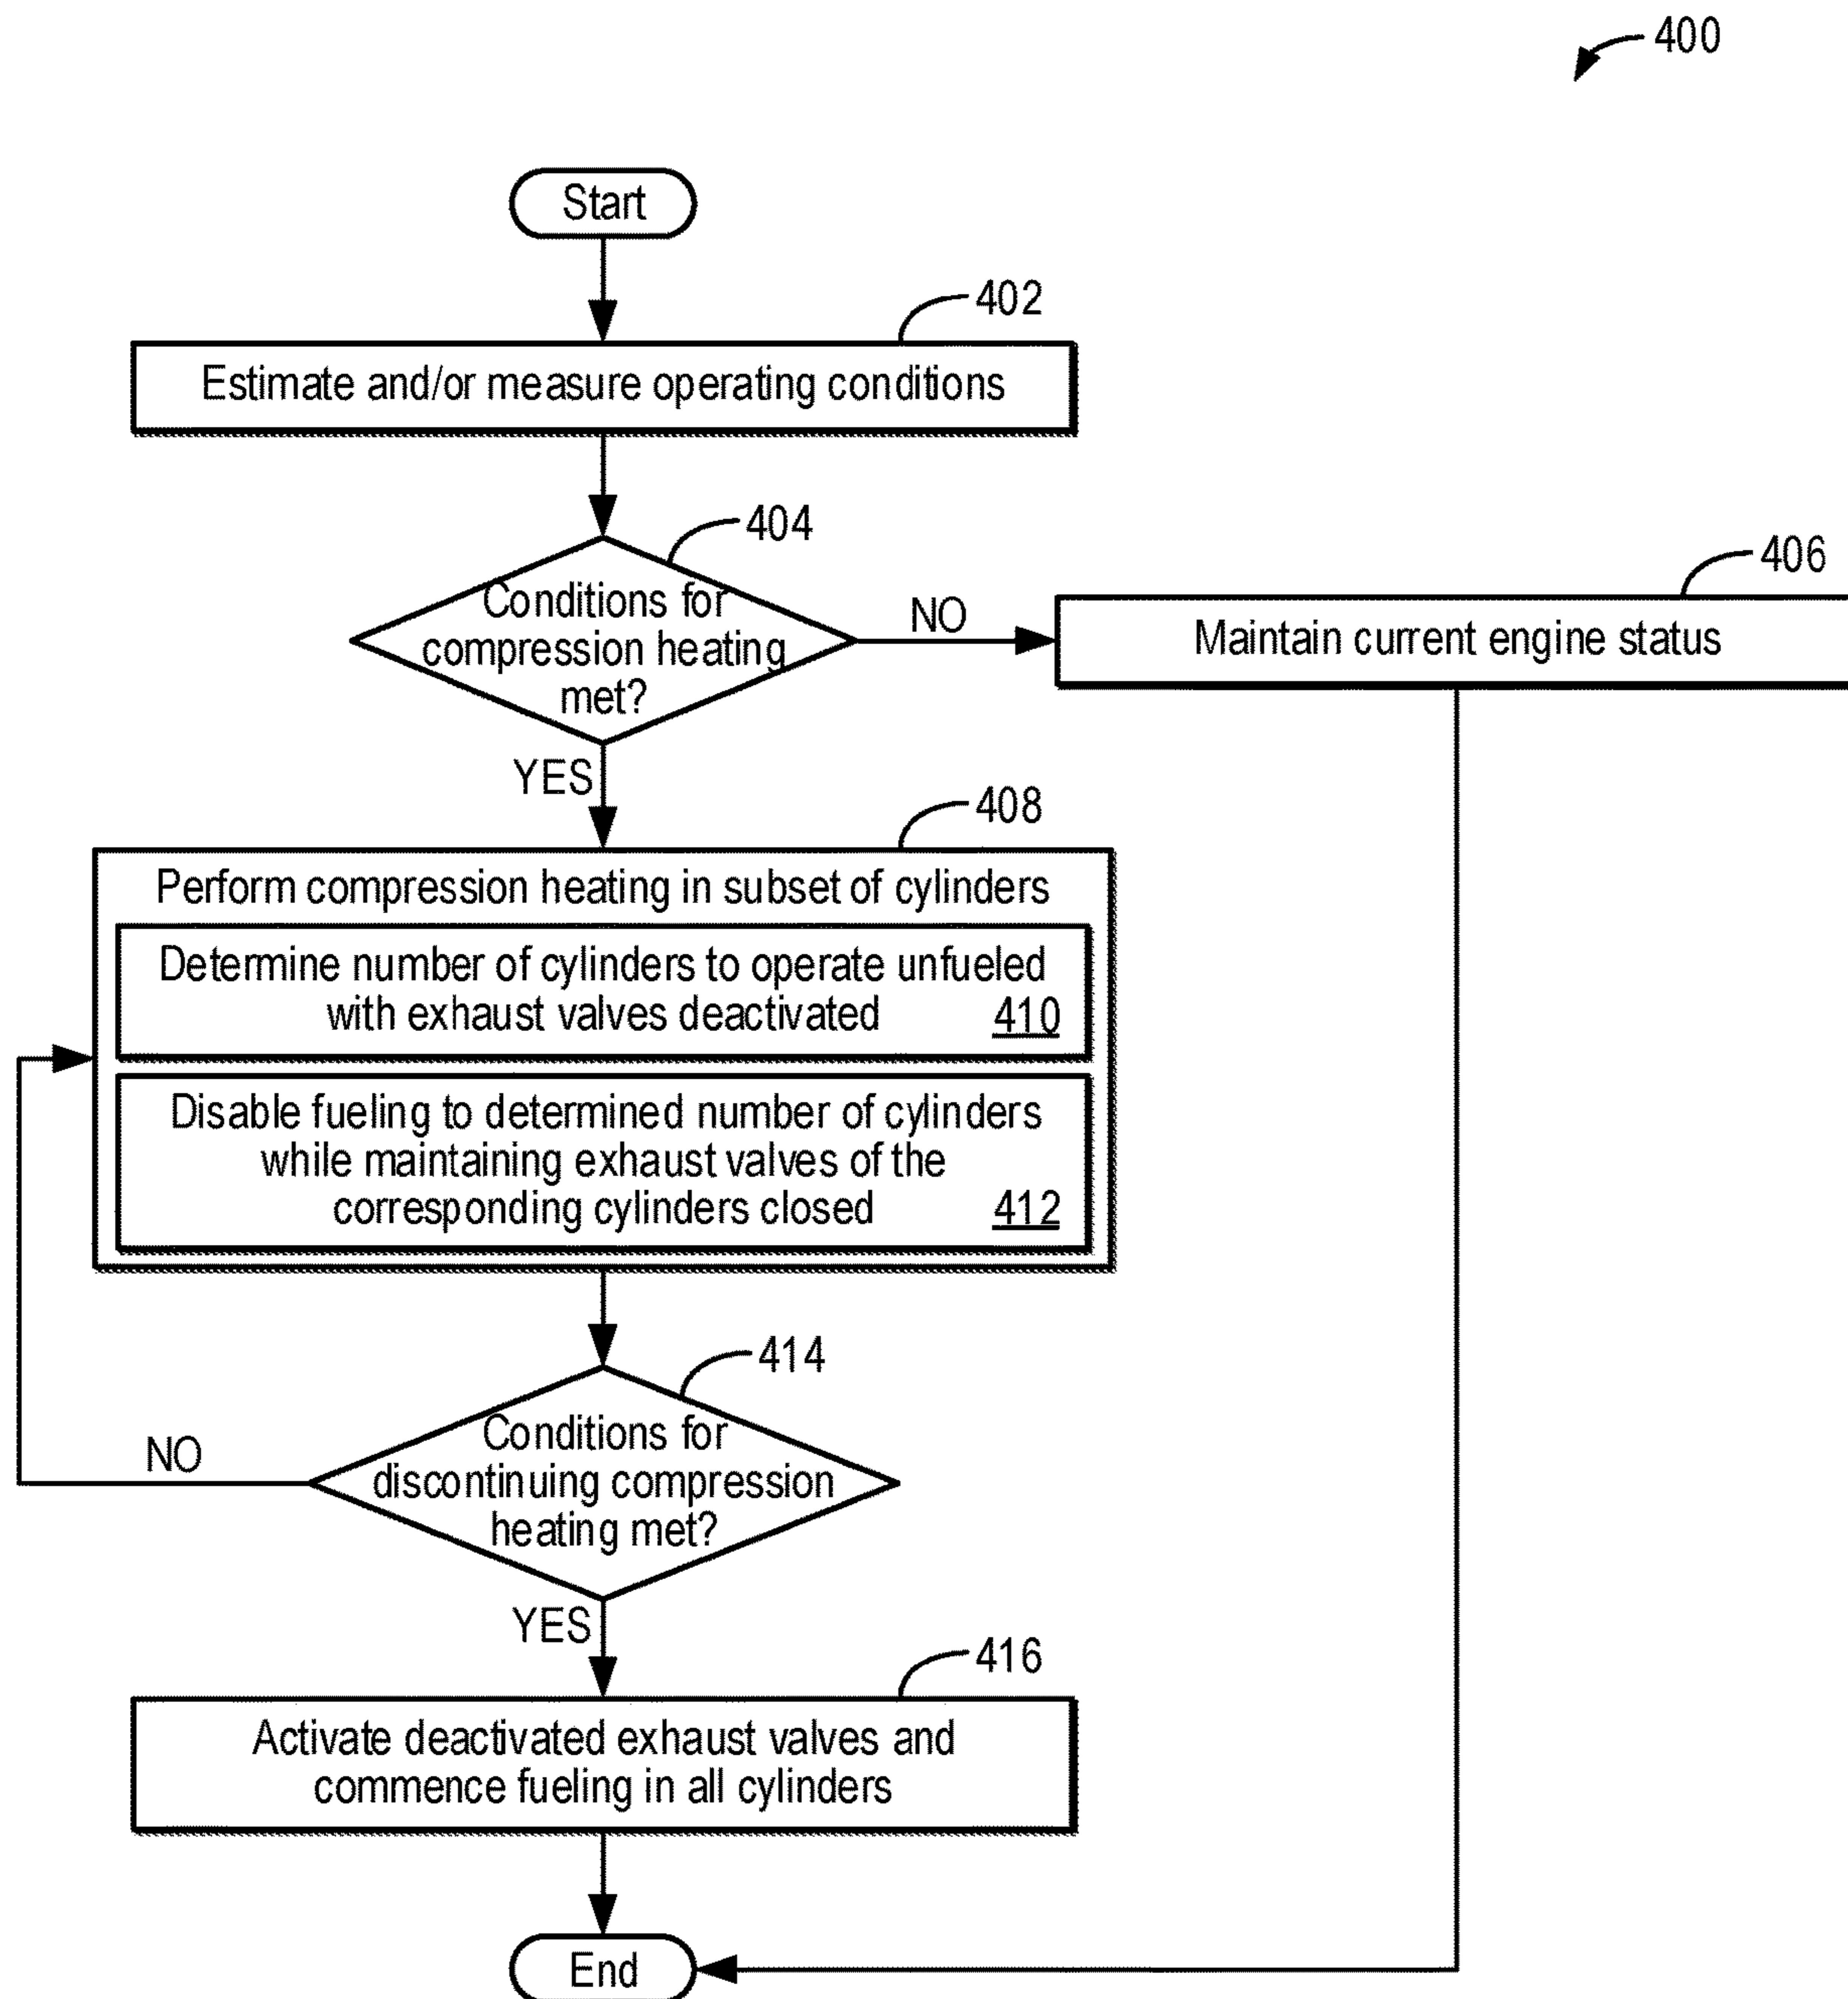 400
Start
402
Estimate and/or measure operating conditions
404
Conditions for
compression heating
met?
NO
406
Maintain current engine status
YES
408
Perform compression heating in subset of cylinders
Determine number of cylinders to operate unfueled
with exhaust valves deactivated 410
Disable fueling to determined number of cylinders
while maintaining exhaust valves of the
corresponding cylinders closed 412
414
Conditions for
discontinuing compression
heating met?
NO
YES
416
Activate deactivated exhaust valves and
commence fueling in all cylinders
End